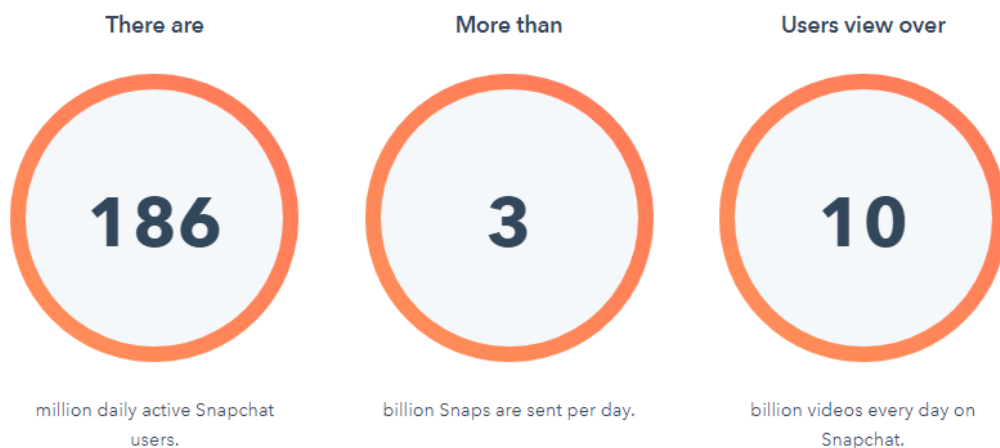 There are
186
million daily active Snapchat
users.
More than
3
billion Snaps are sent per day.
Users view over
10
billion videos every day on
Snapchat.